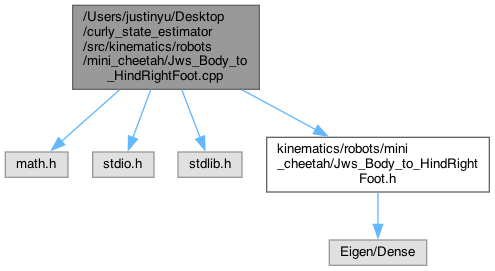 /Users/justinyu/Desktop
/curly_state_estimator
/src/kinematics/robots
/mini_cheetah/Jws_Body_to
_HindRightFoot.cpp
math.h
stdio.h
stdlib.h
kinematics/robots/mini
_cheetah/Jws_Body_to_HindRight
Foot.h
Eigen/Dense